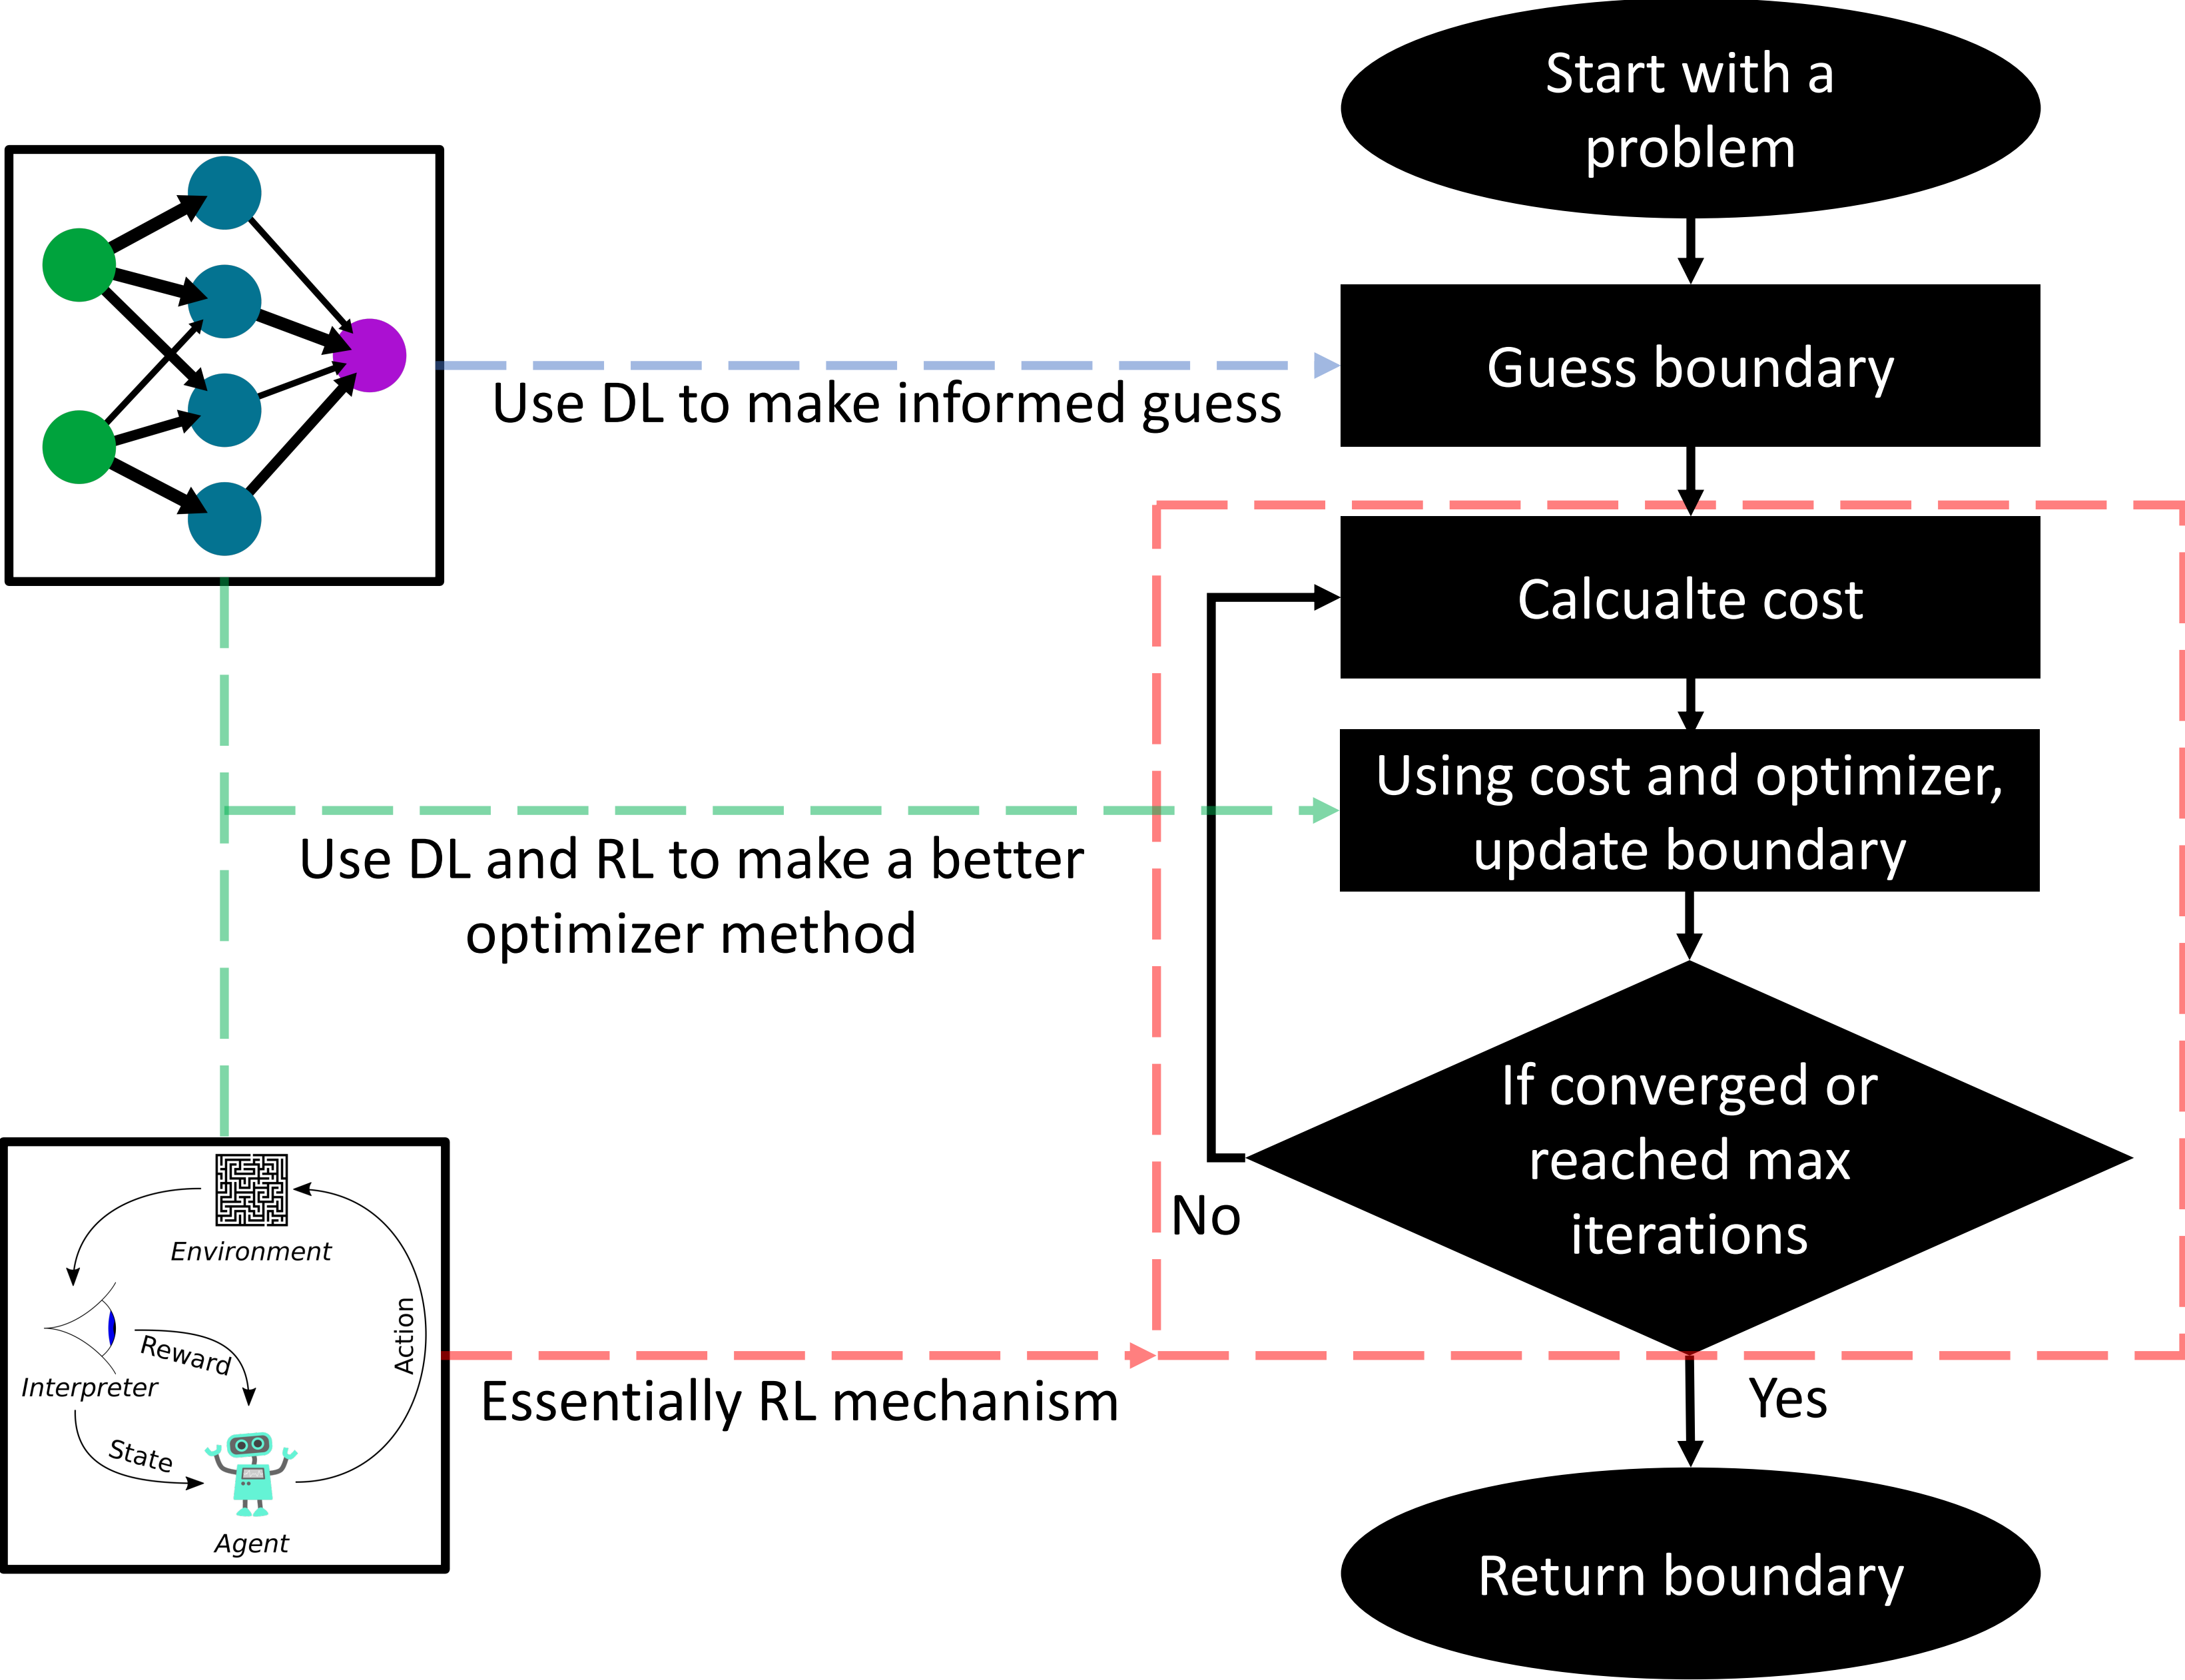 Start with a
problem
Guess boundary
Use DL to make informed guess
Calcualte cost
Using cost and optimizer,
update boundary
Use DL and RL to make a better
optimizer method
If converged or
reached max
iterations
No
Yes
Environment
Action
Reward
Interpreter
State
Agent
Essentially RL mechanism
Return boundary